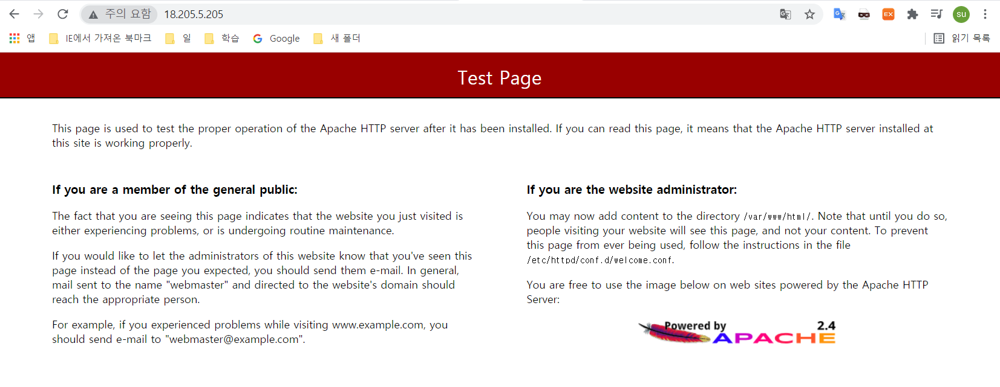 주의 요함 18.205.5.205 EX su
앱 IE에서 가져온 북마크 일 학습 G Google 새 폴더 읽기 목록
Test Page
This page is used to test the proper operation of the Apache HTTP server after it has been installed. If you can read this page, it means that the Apache HTTP server installed at
this site is working properly.
If you are a member of the general public:
The fact that you are seeing this page indicates that the website you just visited is
either experiencing problems, or is undergoing routine maintenance.
If you would like to let the administrators of this website know that you've seen this
page instead of the page you expected, you should send them e-mail. In general,
mail sent to the name "webmaster" and directed to the website's domain should
reach the appropriate person.
For example, if you experienced problems while visiting www.example.com, you
should send e-mail to "webmaster@example.com".
If you are the website administrator:
You may now add content to the directory /var/www/html/. Note that until you do so,
people visiting your website will see this page, and not your content. To prevent
this page from ever being used, follow the instructions in the file
/etc/httpd/conf.d/welcome.conf.
You are free to use the image below on web sites powered by the Apache HTTP
Server:
Powered by 2.4
APACHE